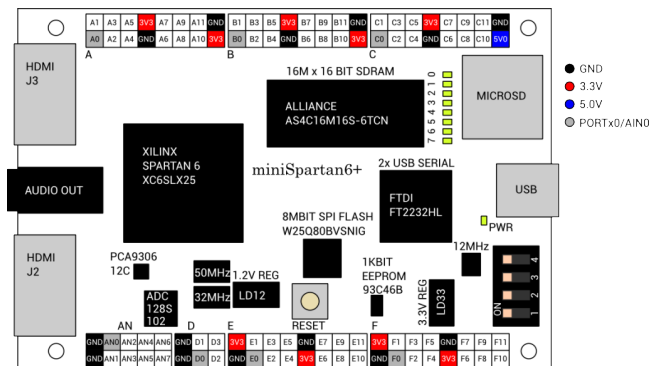 A1 A3 A5 3V3 A7 A9 A11 GND B1 B3 B5 3V3 B7 B9 B11 GND C1 C3 C5 3V3 C7 C9 C11 GND
A0 A2 A4 GND A6 A8 A10 3V3 B0 B2 B4 GND B6 B8 B10 3V3 C0 C2 C4 GND C6 C8 C10 5V0
A B C
HDMI
J3
16M x 16 BIT SDRAM
ALLIANCE
AS4C16M16S-6TCN
7 6 5 4 3 2 1 0
MICROSD
GND
3.3V
5.0V
PORTx0/AIN0
XILINX
SPARTAN 6
XC6SLX25
miniSpartan6+
2x USB SERIAL
FTDI
FT2232HL
AUDIO OUT
USB
PWR
HDMI
J2
8MBIT SPI FLASH
W25Q80BVSNIG
PCA9306
12C
50MHz
32MHz
1.2V REG
LD12
ADC
128S
102
RESET
1KBIT
EEPROM
93C46B
3.3V REG
LD33
12MHz
ON
4
3
2
1
AN D E F
GND AN0 AN2 AN4 AN6 GND D1 D3 3V3 E1 E3 E5 GND E7 E9 E11 3V3 F1 F3 F5 GND F7 F9 F11
GND AN1 AN3 AN5 AN7 GND D0 D2 GND E0 E2 E4 3V3 E6 E8 E10 GND F0 F2 F4 3V3 F6 F8 F10